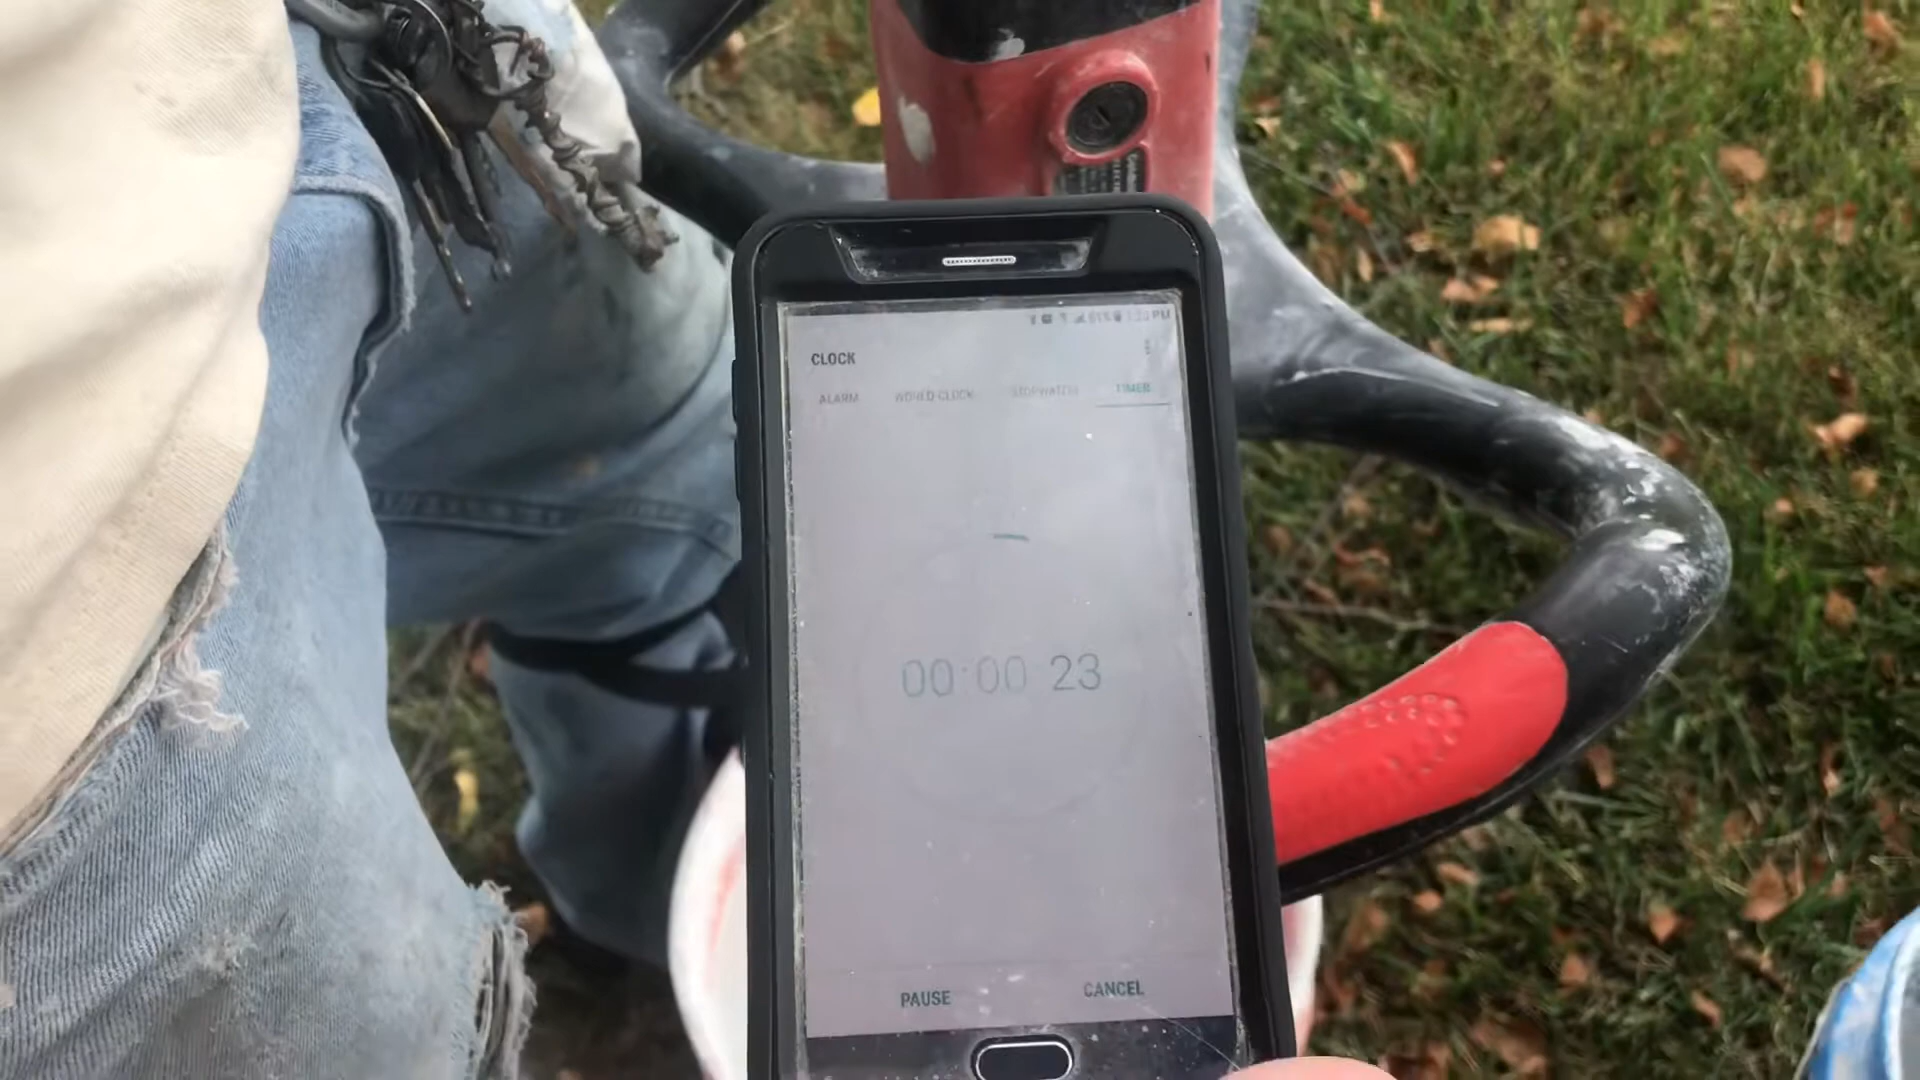 CLOCK
ALARM WORLD CLOCK STOPWATCH TIMER
00:00 23
PAUSE CANCEL